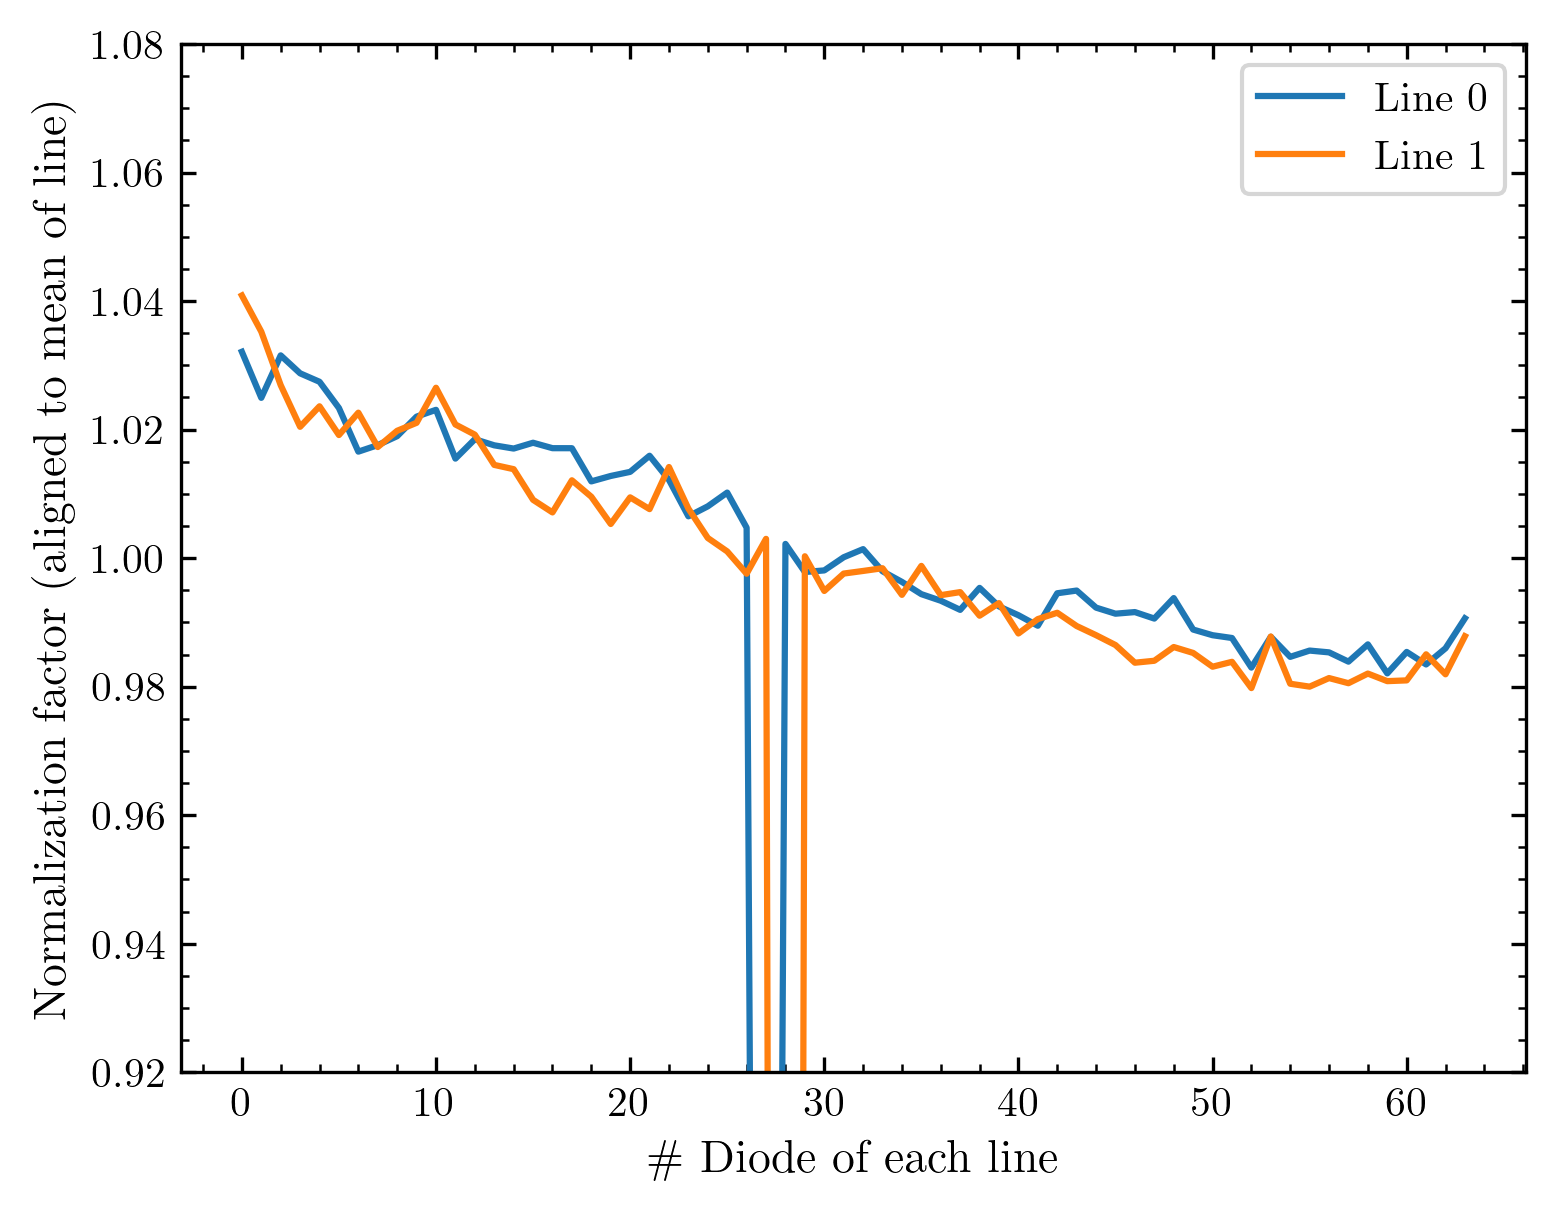 1.08
1.06
1.04
1.02
1.00
0.98
0.96
0.94
0.92
Normalization factor (aligned to mean of line)
Line 0
Line 1
0 10 20 30 40 50 60
# Diode of each line